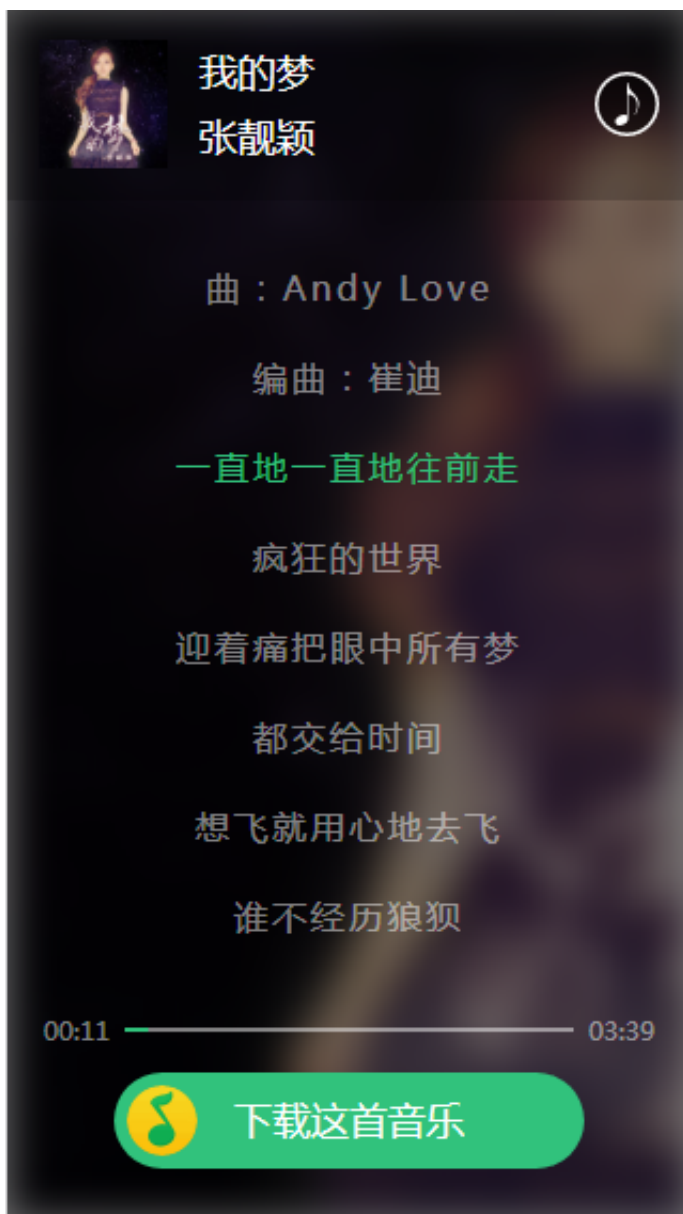 我的梦
张靓颖
曲：Andy Love
编曲：崔迪
一直地一直地往前走
疯狂的世界
迎着痛把眼中所有梦
都交给时间
想飞就用心地去飞
谁不经历狼狈
00:11
03:39
下载这首音乐